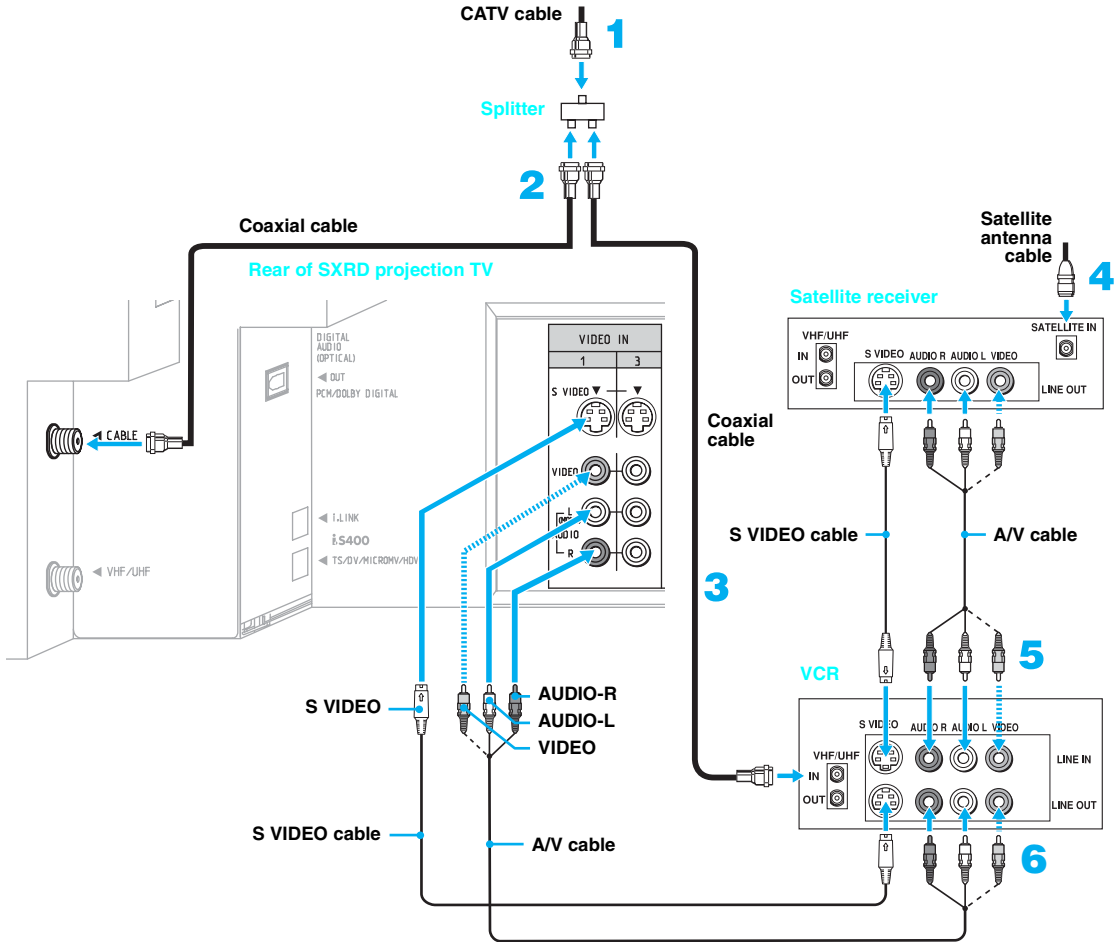 CATV cable
1
Splitter
2
Coaxial cable
Rear of SXRD projection TV
Satellite
antenna
cable
4
Satellite receiver
SATELLITE IN
VHF/UHF
IN
OUT
S VIDEO
AUDIO R
AUDIO L
VIDEO
LINE OUT
DIGITAL
AUDIO
(OPTICAL)
OUT
PCM/DOLBY DIGITAL
VIDEO IN
1
3
S VIDEO
VIDEO
L
AUDIO
R
CABLE
Coaxial
cable
i.LINK
S400
TS/DV/MICROMV/HDV
VHF/UHF
3
S VIDEO cable
A/V cable
5
VCR
S VIDEO
AUDIO-R
AUDIO-L
VIDEO
S VIDEO
AUDIO R
AUDIO L
VIDEO
VHF/UHF
IN
OUT
LINE IN
LINE OUT
S VIDEO cable
A/V cable
6